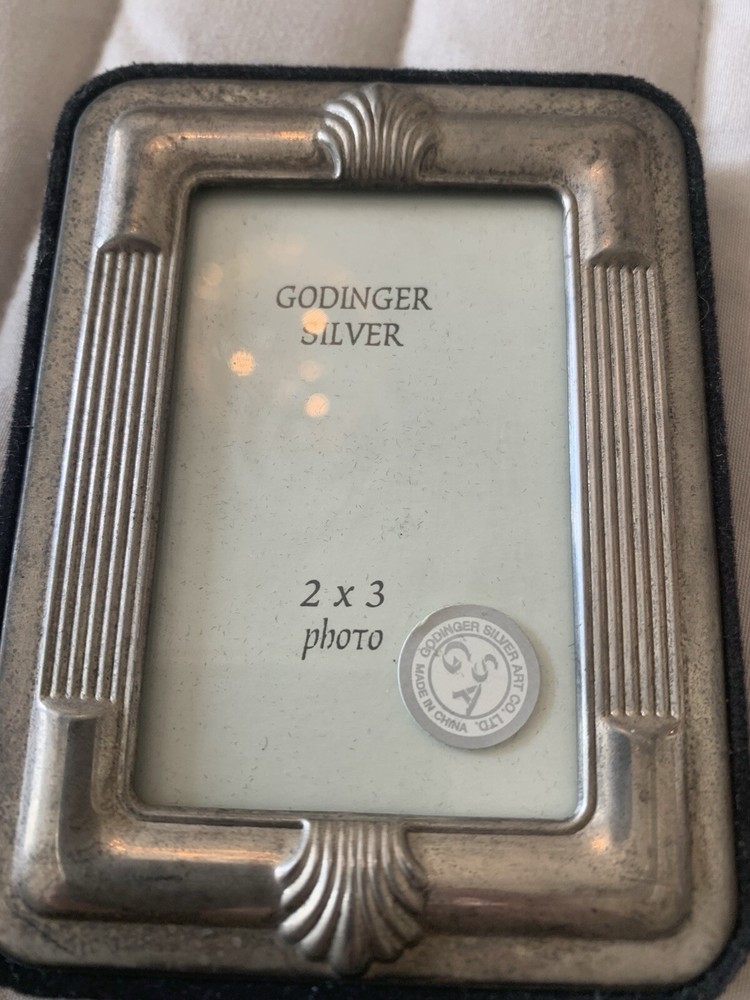 GODINGER
SILVER
2 x 3
photo
GODINGER SILVER ART CO. LTD.
MADE IN CHINA
GSA